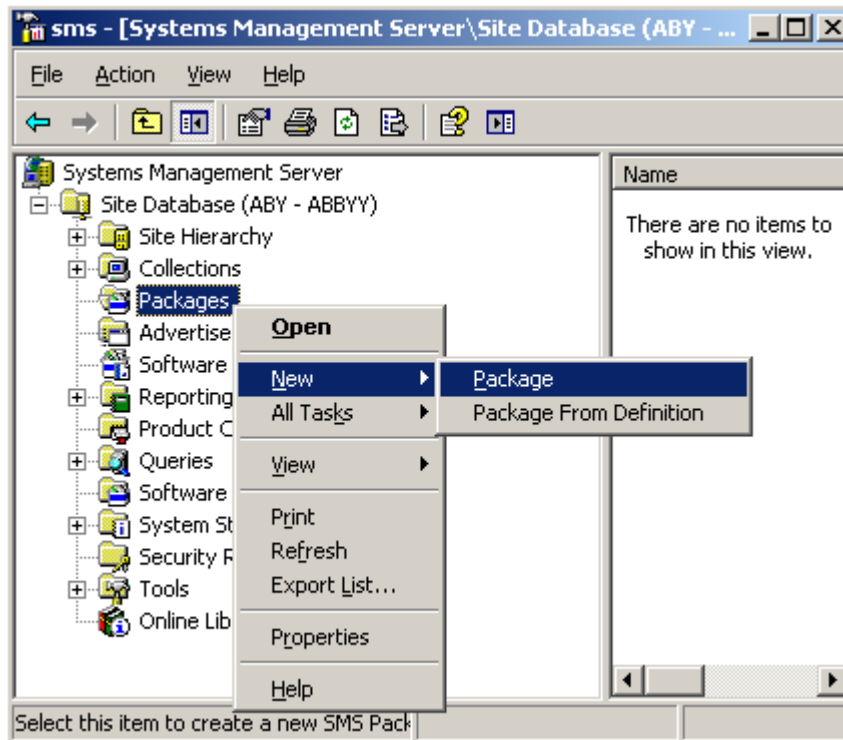 sms - [Systems Management Server\Site Database (ABY - ...
File Action View Help
Systems Management Server
Name
Site Database (ABY - ABBYY)
There are no items to
show in this view.
Site Hierarchy
Collections
Packages
Advertise
Software
Reporting
Product C
Queries
Software
System St
Security R
Tools
Online Lib
Open
New
All Tasks
View
Print
Refresh
Export List...
Properties
Help
Package
Package From Definition
Select this item to create a new SMS Pack